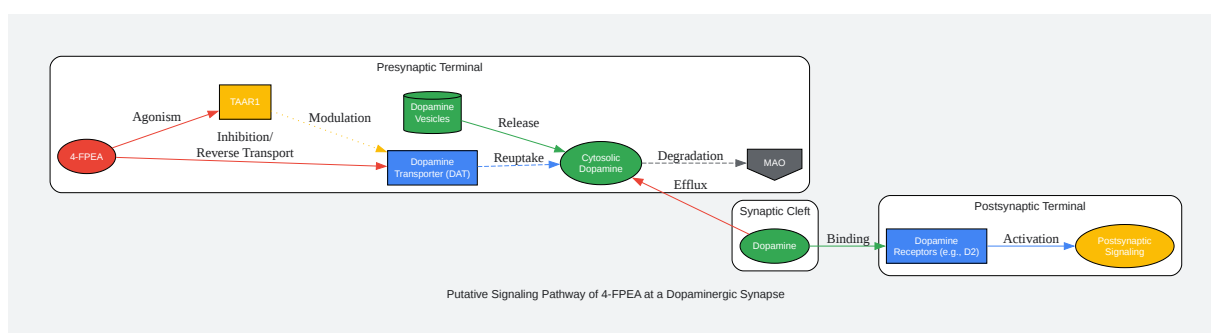 Presynaptic Terminal
TAAR1
Dopamine
Vesicles
Agonism
Modulation
Release
Inhibition/
Reverse Transport
4-FPEA
Dopamine
Transporter (DAT)
Reuptake
Cytosolic
Dopamine
Degradation
MAO
Efflux
Synaptic Cleft
Dopamine
Binding
Postsynaptic Terminal
Dopamine
Receptors (e.g., D2)
Activation
Postsynaptic
Signaling
Putative Signaling Pathway of 4-FPEA at a Dopaminergic Synapse